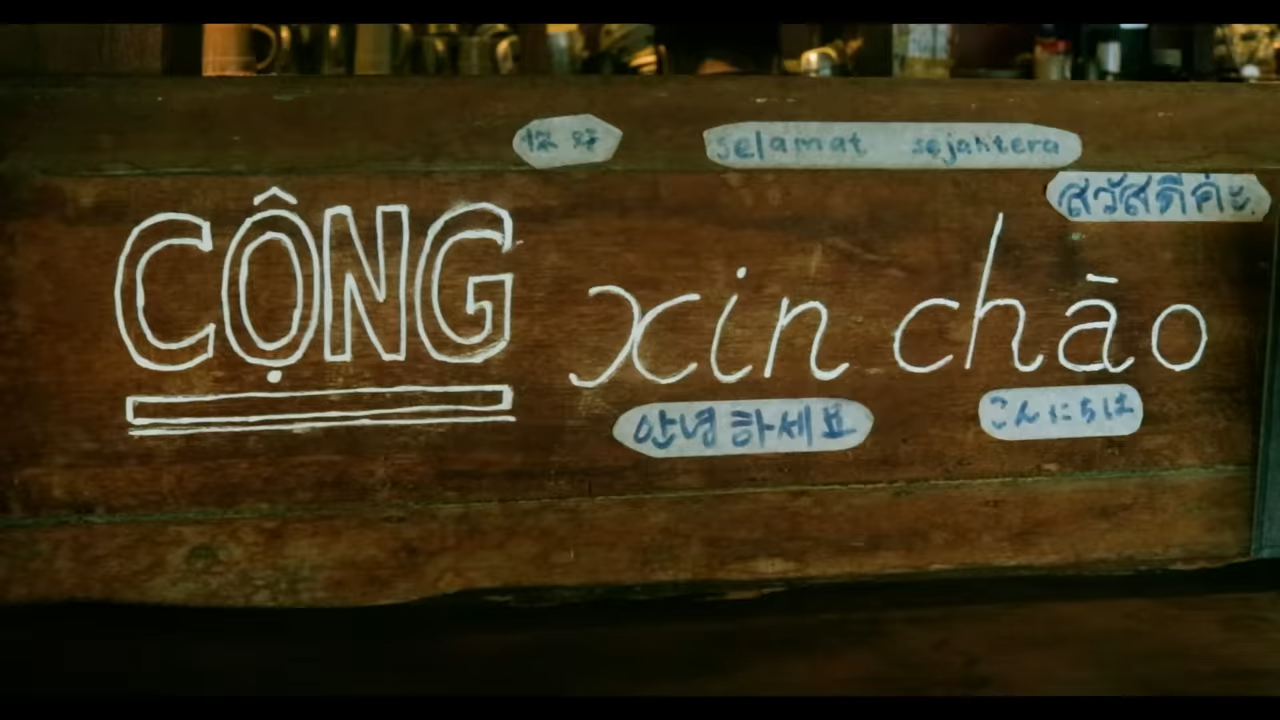 你好
selamat sejahtera
สวัสดีค่ะ
CỘNG xin chào
안녕하세요
こんにちは